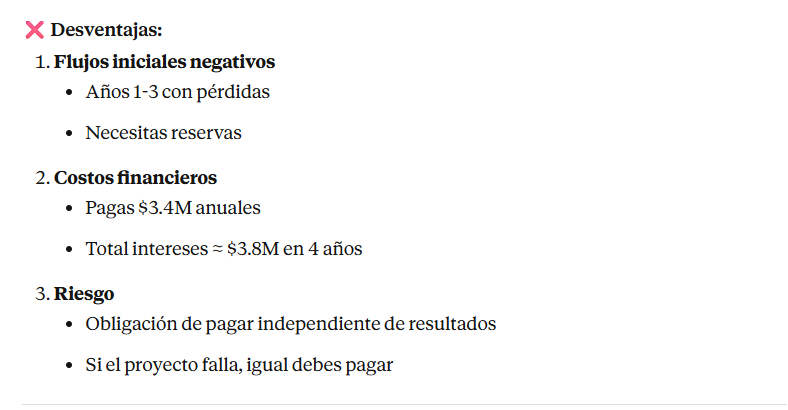 ❌ Desventajas:
1. Flujos iniciales negativos
• Años 1-3 con pérdidas
• Necesitas reservas
2. Costos financieros
• Pagas $3.4M anuales
• Total intereses ≈ $3.8M en 4 años
3. Riesgo
• Obligación de pagar independiente de resultados
• Si el proyecto falla, igual debes pagar